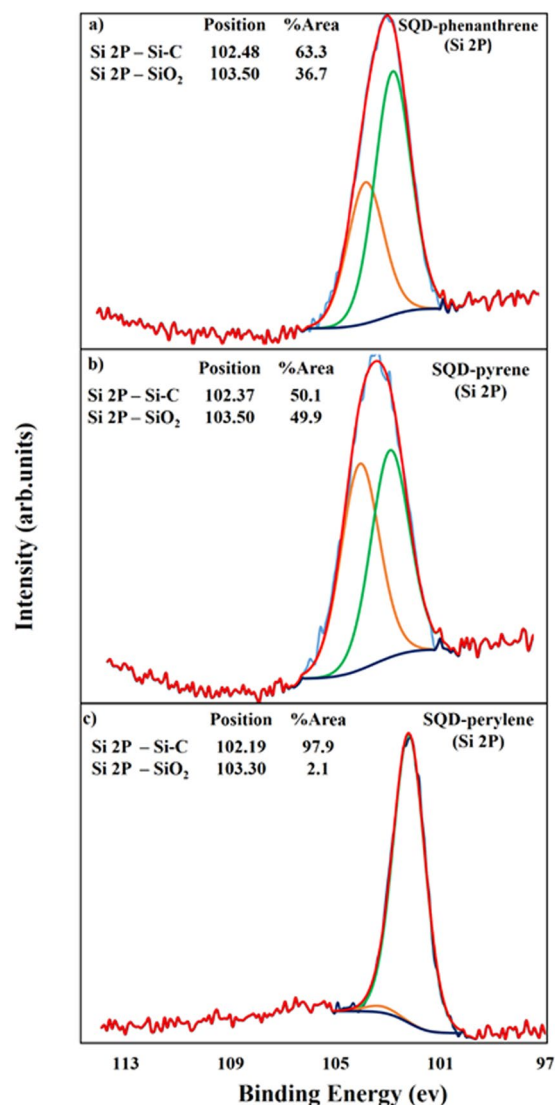 a)
Position %Area
Si 2P – Si-C 102.48 63.3
Si 2P – SiO₂ 103.50 36.7
SQD-phenanthrene
(Si 2P)
b)
Position %Area
Si 2P – Si-C 102.37 50.1
Si 2P – SiO₂ 103.50 49.9
SQD-pyrene
(Si 2P)
c)
Position %Area
Si 2P – Si-C 102.19 97.9
Si 2P – SiO₂ 103.30 2.1
SQD-perylene
(Si 2P)
Intensity (arb.units)
113 109 105 101 97
Binding Energy (ev)